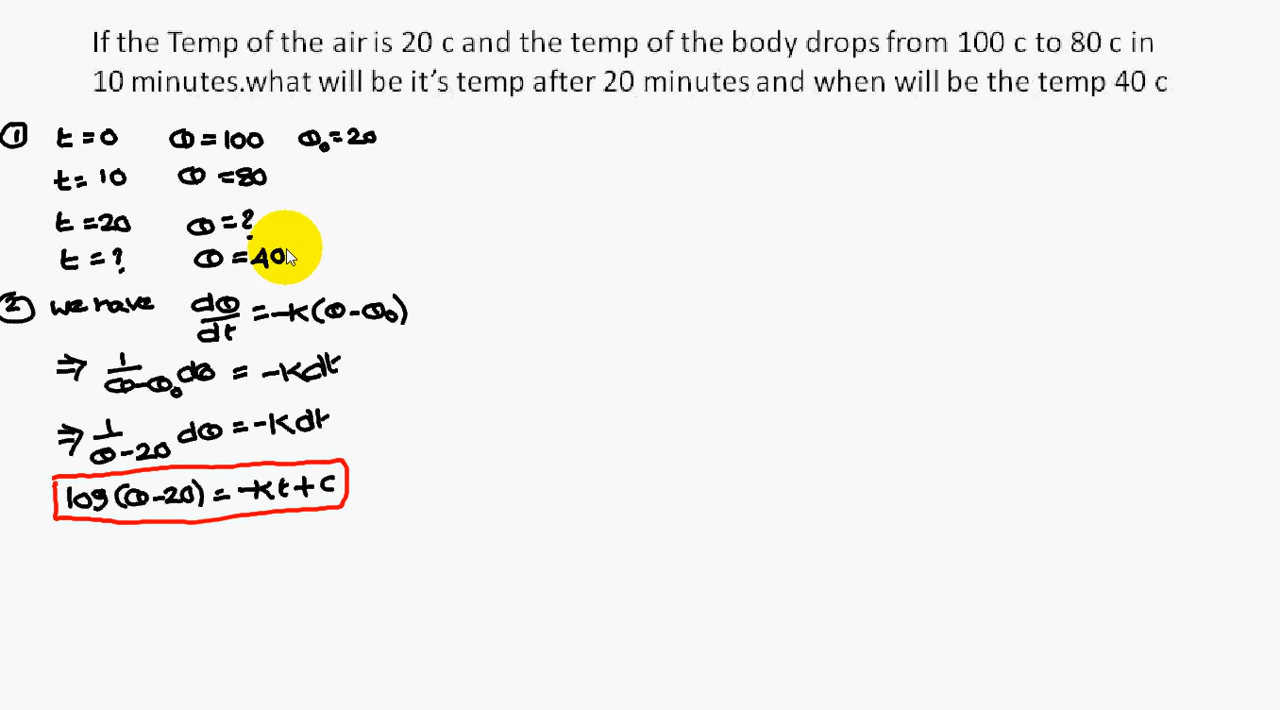 If the Temp of the air is 20 c and the temp of the body drops from 100 c to 80 c in
10 minutes.what will be it's temp after 20 minutes and when will be the temp 40 c
① t = 0 θ = 100 θ₀ = 20
t = 10 θ = 80
t = 20 θ = ?
t = ? θ = 40
② we have dθ/dt = -K(θ - θ₀)
⇒ 1/(θ-θ₀) dθ = -Kdt
⇒ 1/(θ-20) dθ = -Kdt
log(θ-20) = -Kt + c